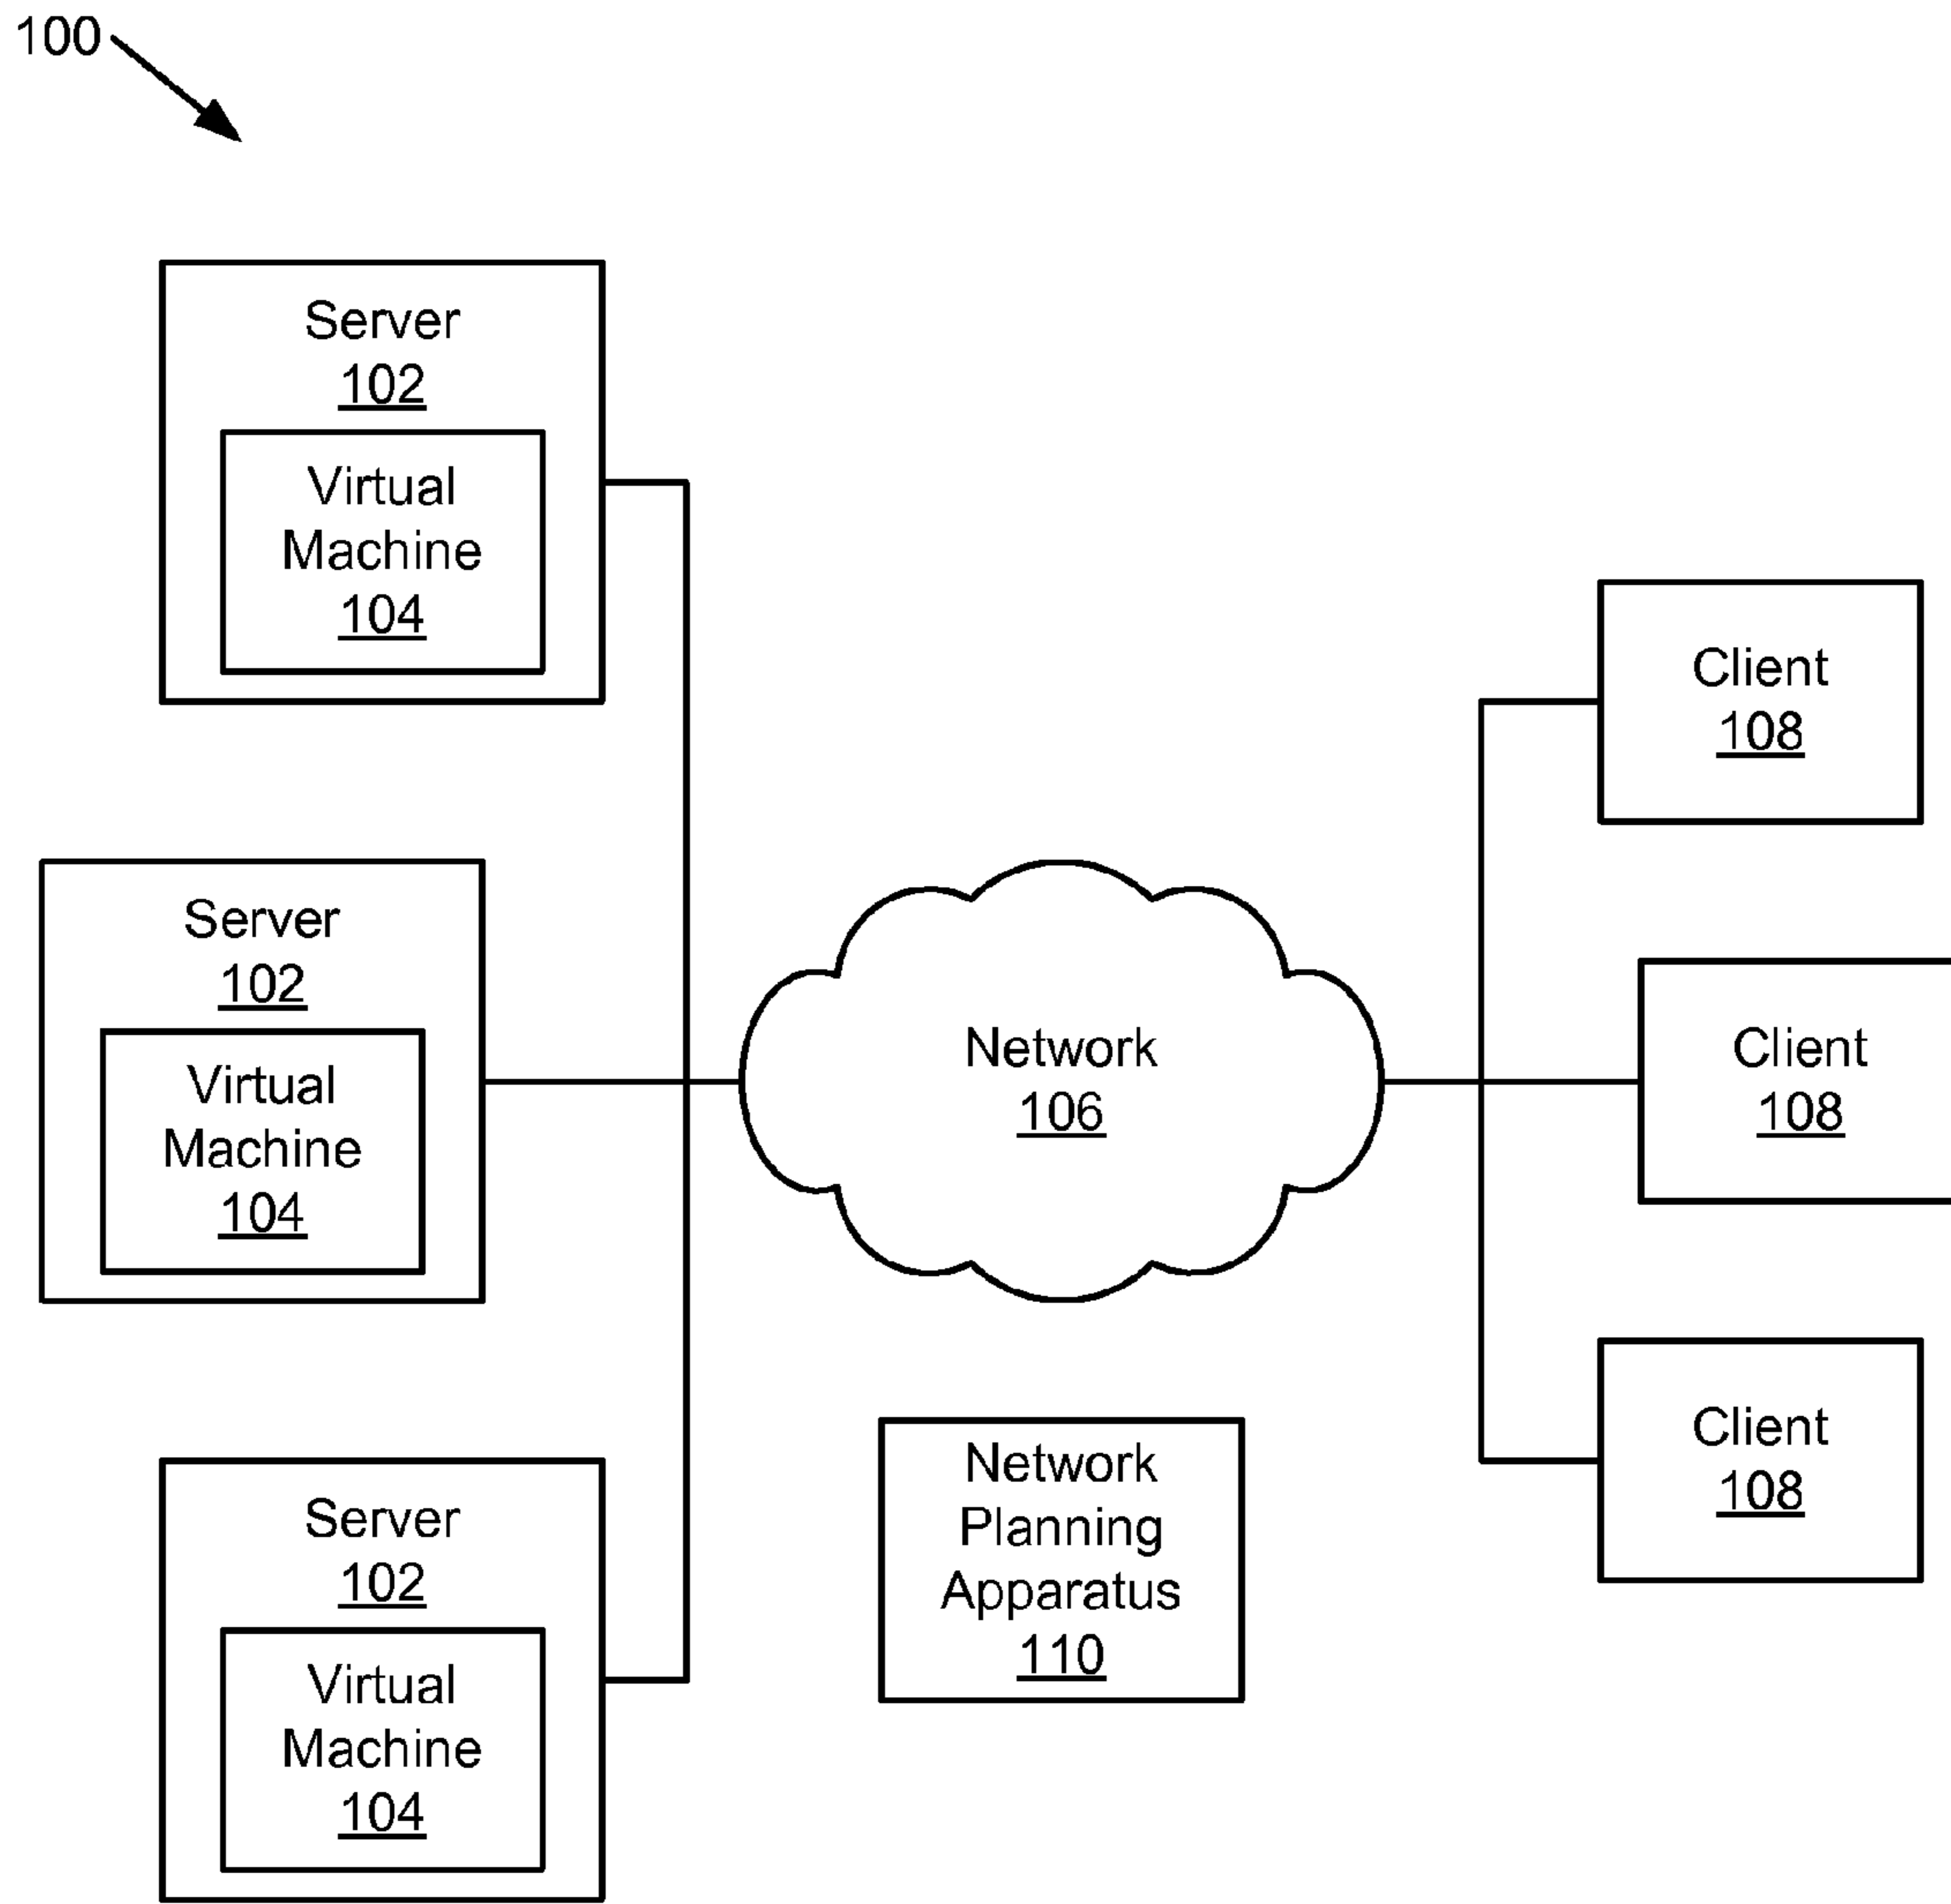 100
Server
102
Virtual
Machine
104
Server
102
Virtual
Machine
104
Server
102
Virtual
Machine
104
Network
106
Network
Planning
Apparatus
110
Client
108
Client
108
Client
108